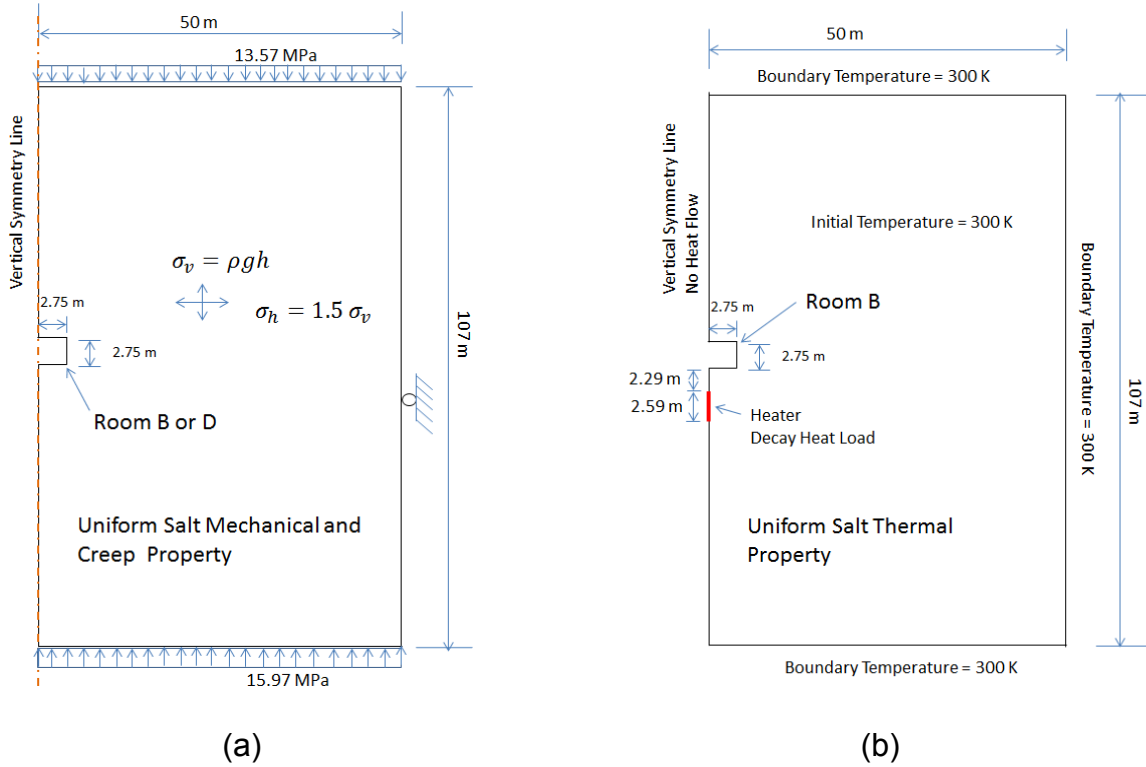 50 m
13.57 MPa
Vertical Symmetry Line
σ_v = ρgh
σ_h = 1.5 σ_v
2.75 m
2.75 m
107 m
Room B or D
Uniform Salt Mechanical and
Creep Property
15.97 MPa
(a)
50 m
Boundary Temperature = 300 K
Vertical Symmetry Line
No Heat Flow
Initial Temperature = 300 K
Boundary Temperature = 300 K
2.75 m
Room B
2.75 m
107 m
2.29 m
2.59 m
Heater
Decay Heat Load
Uniform Salt Thermal
Property
Boundary Temperature = 300 K
(b)